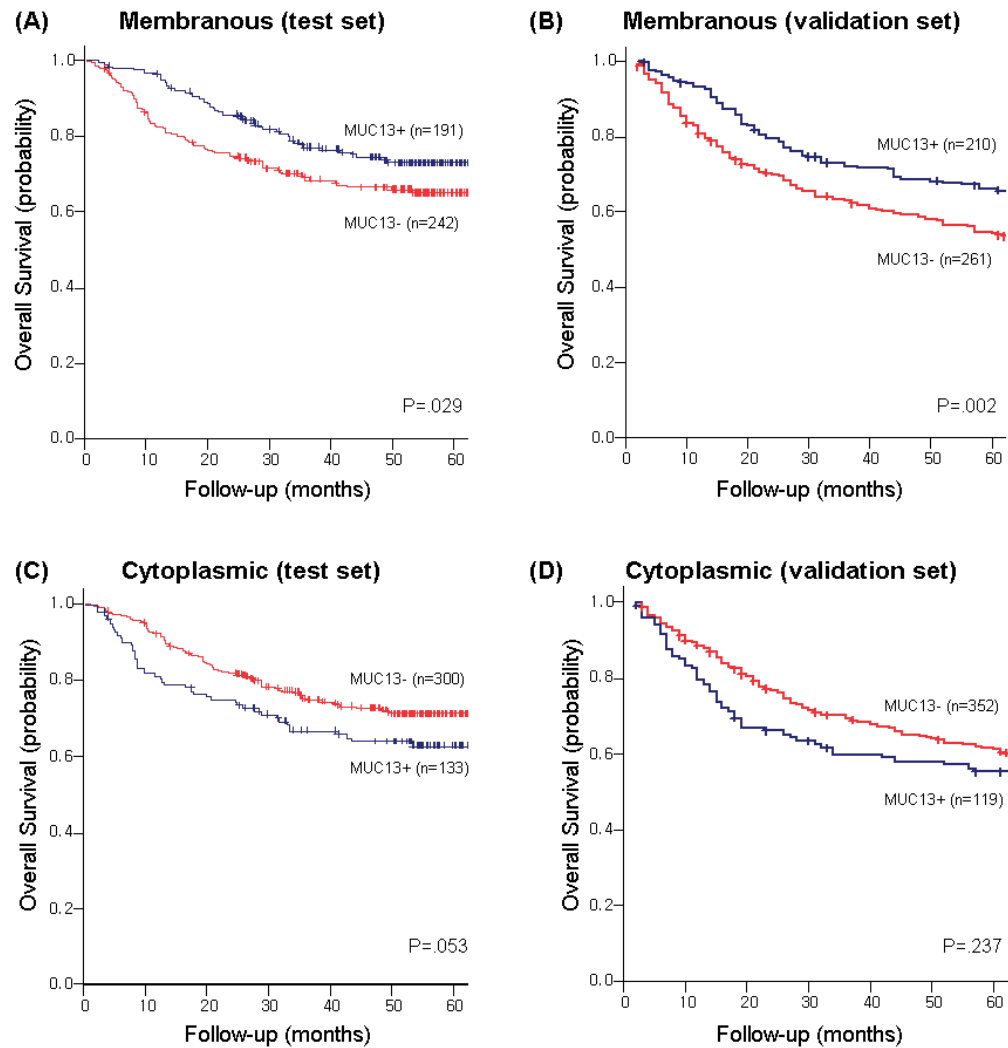 (A) Membranous (test set)
Overall Survival (probability)
1.0
0.8
0.6
0.4
0.2
0.0
MUC13+ (n=191)
MUC13- (n=242)
P=.029
0 10 20 30 40 50 60
Follow-up (months)
(B) Membranous (validation set)
Overall Survival (probability)
1.0
0.8
0.6
0.4
0.2
0.0
MUC13+ (n=210)
MUC13- (n=261)
P=.002
0 10 20 30 40 50 60
Follow-up (months)
(C) Cytoplasmic (test set)
Overall Survival (probability)
1.0
0.8
0.6
0.4
0.2
0.0
MUC13- (n=300)
MUC13+ (n=133)
P=.053
0 10 20 30 40 50 60
Follow-up (months)
(D) Cytoplasmic (validation set)
Overall Survival (probability)
1.0
0.8
0.6
0.4
0.2
0.0
MUC13- (n=352)
MUC13+ (n=119)
P=.237
0 10 20 30 40 50 60
Follow-up (months)